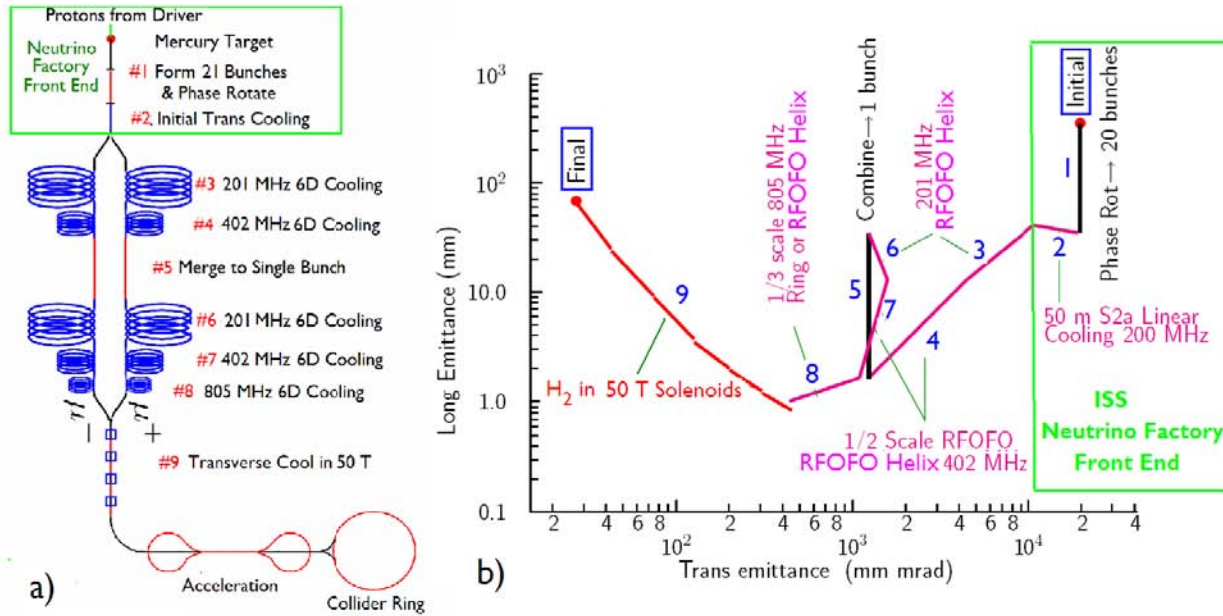 Protons from Driver
Neutrino
Factory
Front End
Mercury Target
#1 Form 21 Bunches
& Phase Rotate
#2. Initial Trans Cooling
#3 201 MHz 6D Cooling
#4 402 MHz 6D Cooling
#5 Merge to Single Bunch
#6 201 MHz 6D Cooling
#7 402 MHz 6D Cooling
#8 805 MHz 6D Cooling
μ− μ+
#9 Transverse Cool in 50 T
Acceleration
Collider Ring
a)
Long Emittance (mm)
10³
10²
10.0
1.0
0.1
Final
1/3 scale 805 MHz
Ring or RFOFO Helix
Combine→1 bunch
201 MHz
RFOFO Helix
Initial
Phase Rot→ 20 bunches
1
2
3
4
5
6
7
8
9
50 m S2a Linear
Cooling 200 MHz
H₂ in 50 T Solenoids
1/2 Scale RFOFO
RFOFO Helix 402 MHz
ISS
Neutrino Factory
Front End
2 4 6 8 2 4 6 8 2 4 6 8 2 4
10² 10³ 10⁴
Trans emittance (mm mrad)
b)